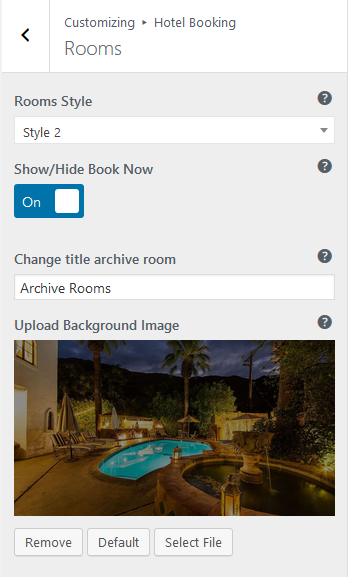 Customizing ▸ Hotel Booking
Rooms
Rooms Style
Style 2
Show/Hide Book Now
On
Change title archive room
Archive Rooms
Upload Background Image
Remove Default Select File